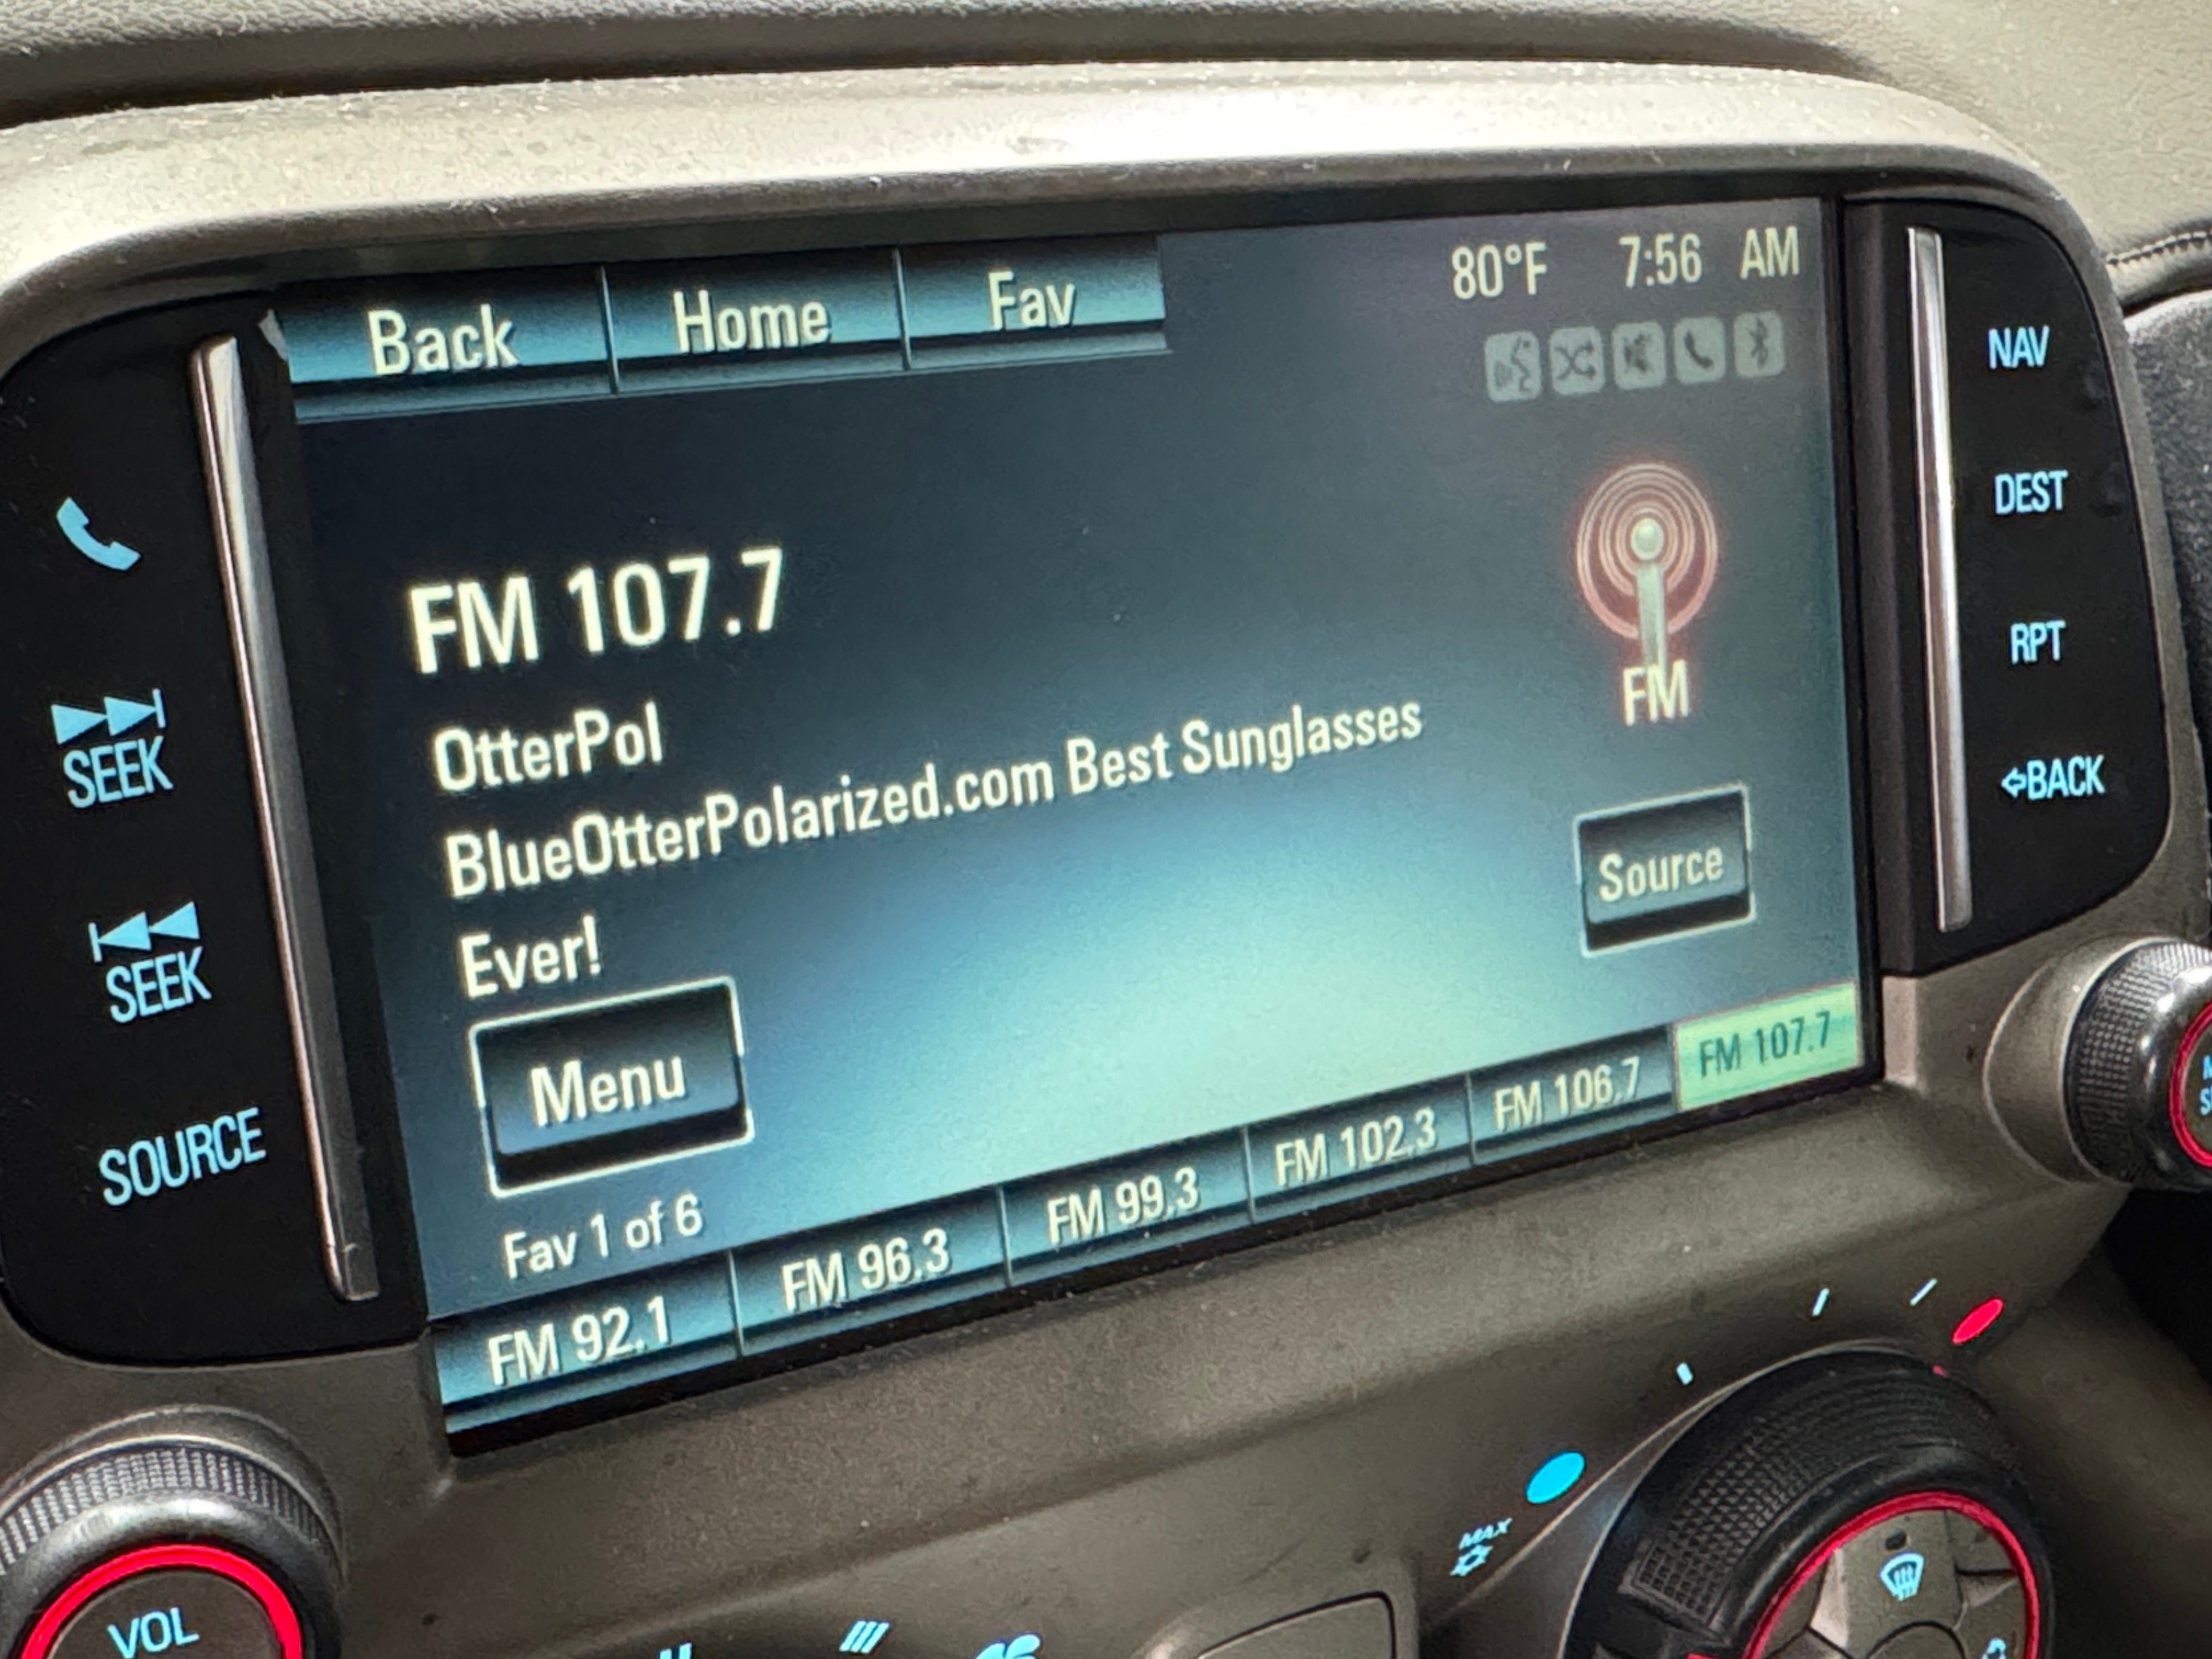 Back Home Fav 80°F 7:56 AM
FM 107.7
OtterPol
BlueOtterPolarized.com Best Sunglasses
Ever!
FM
Source
Menu
Fav 1 of 6
FM 92.1 FM 96.3 FM 99.3 FM 102.3 FM 106.7 FM 107.7
SEEK
SEEK
SOURCE
VOL
NAV
DEST
RPT
BACK
MAX